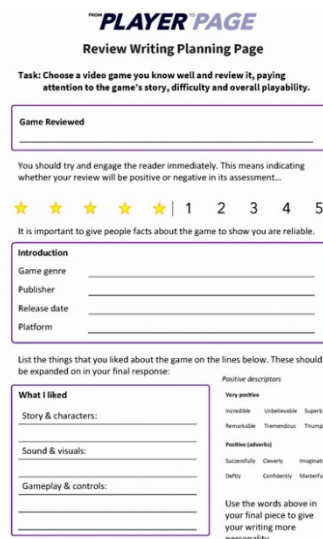 FROM PLAYER TO PAGE
Review Writing Planning Page
Task: Choose a video game you know well and review it, paying
attention to the game's story, difficulty and overall playability.
Game Reviewed
You should try and engage the reader immediately. This means indicating
whether your review will be positive or negative in its assessment...
1 2 3 4 5
It is important to give people facts about the game to show you are reliable.
Introduction
Game genre
Publisher
Release date
Platform
List the things that you liked about the game on the lines below. These should
be expanded on in your final response:
What I liked
Story & characters:
Sound & visuals:
Gameplay & controls:
Positive descriptors
Very positive
Incredible Unbelievable Superb
Remarkable Tremendous Triump
Positive (adverbs)
Successfully Cleverly Imaginati
Deftly Confidently Masterful
Use the words above in
your final piece to give
your writing more
personality